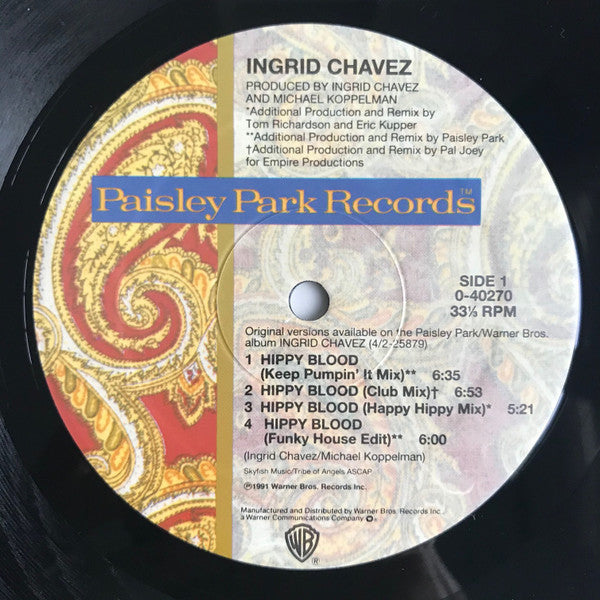 INGRID CHAVEZ
PRODUCED BY INGRID CHAVEZ
AND MICHAEL KOPPELMAN
*Additional Production and Remix by
Tom Richardson and Eric Kupper
**Additional Production and Remix by Paisley Park
†Additional Production and Remix by Pal Joey
for Empire Productions
Paisley Park Records™
SIDE 1
0-40270
33⅓ RPM
Original versions available on the Paisley Park/Warner Bros.
album INGRID CHAVEZ (4/2-25879)
1 HIPPY BLOOD
(Keep Pumpin' It Mix)** 6:35
2 HIPPY BLOOD (Club Mix)† 6:53
3 HIPPY BLOOD (Happy Hippy Mix)* 5:21
4 HIPPY BLOOD
(Funky House Edit)** 6:00
(Ingrid Chavez/Michael Koppelman)
Skyfish Music/Tribe of Angels ASCAP
℗1991 Warner Bros. Records Inc.
Manufactured and Distributed by Warner Bros. Records Inc.,
a Warner Communications Company
WB
®